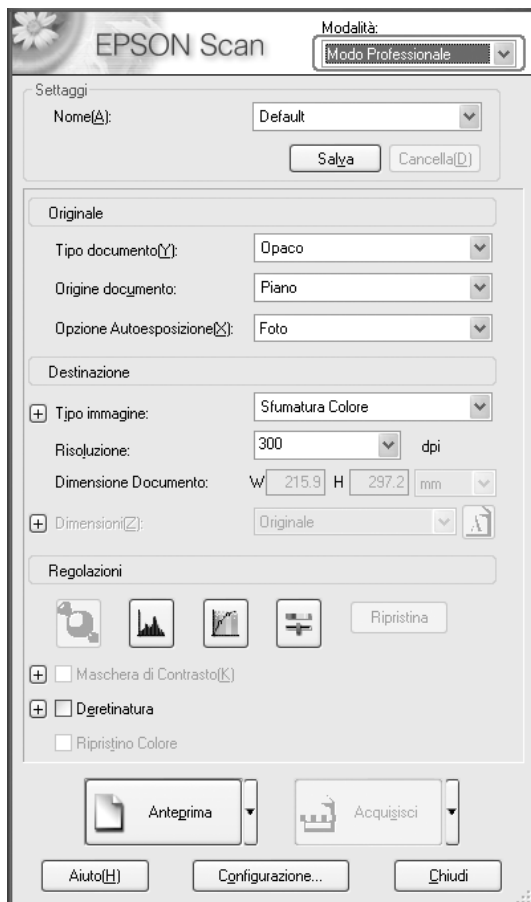 Modalità:
EPSON Scan
Modo Professionale
Settaggi
Nome(A): Default
Salva Cancella(D)
Originale
Tipo documento(Y): Opaco
Origine documento: Piano
Opzione Autoesposizione(X): Foto
Destinazione
Tipo immagine: Sfumatura Colore
Risoluzione: 300 dpi
Dimensione Documento: W 215.9 H 297.2 mm
Dimensioni(Z): Originale A
Regolazioni
Ripristina
Maschera di Contrasto(K)
Deretinatura
Ripristino Colore
Anteprima Acquisisci
Aiuto(H) Configurazione... Chiudi